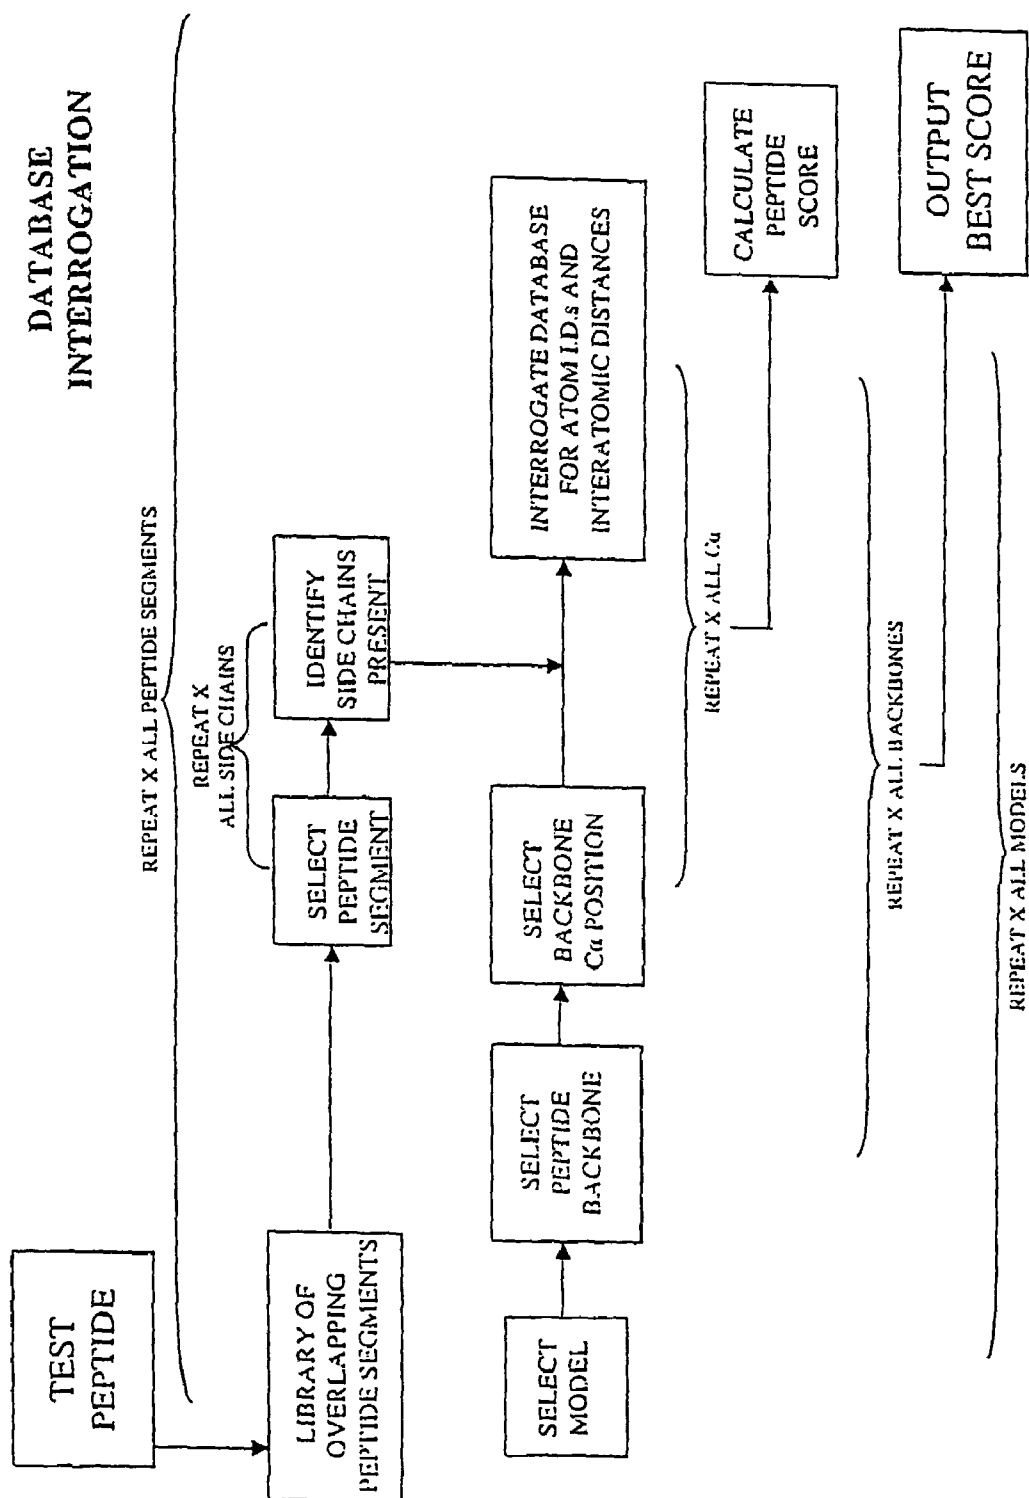 DATABASE
INTERROGATION
TEST
PEPTIDE
REPEAT X ALL PEPTIDE SEGMENTS
REPEAT X
ALL SIDE CHAINS
LIBRARY OF
OVERLAPPING
PEPTIDE SEGMENTS
SELECT
PEPTIDE
SEGMENT
IDENTIFY
SIDE CHAINS
PRESENT
SELECT
MODEL
SELECT
PEPTIDE
BACKBONE
SELECT
BACKBONE
Cα POSITION
INTERROGATE DATABASE
FOR ATOM I.D.s AND
INTERATOMIC DISTANCES
REPEAT X ALL Cα
CALCULATE
PEPTIDE
SCORE
REPEAT X ALL BACKBONES
OUTPUT
BEST SCORE
REPEAT X ALL MODELS